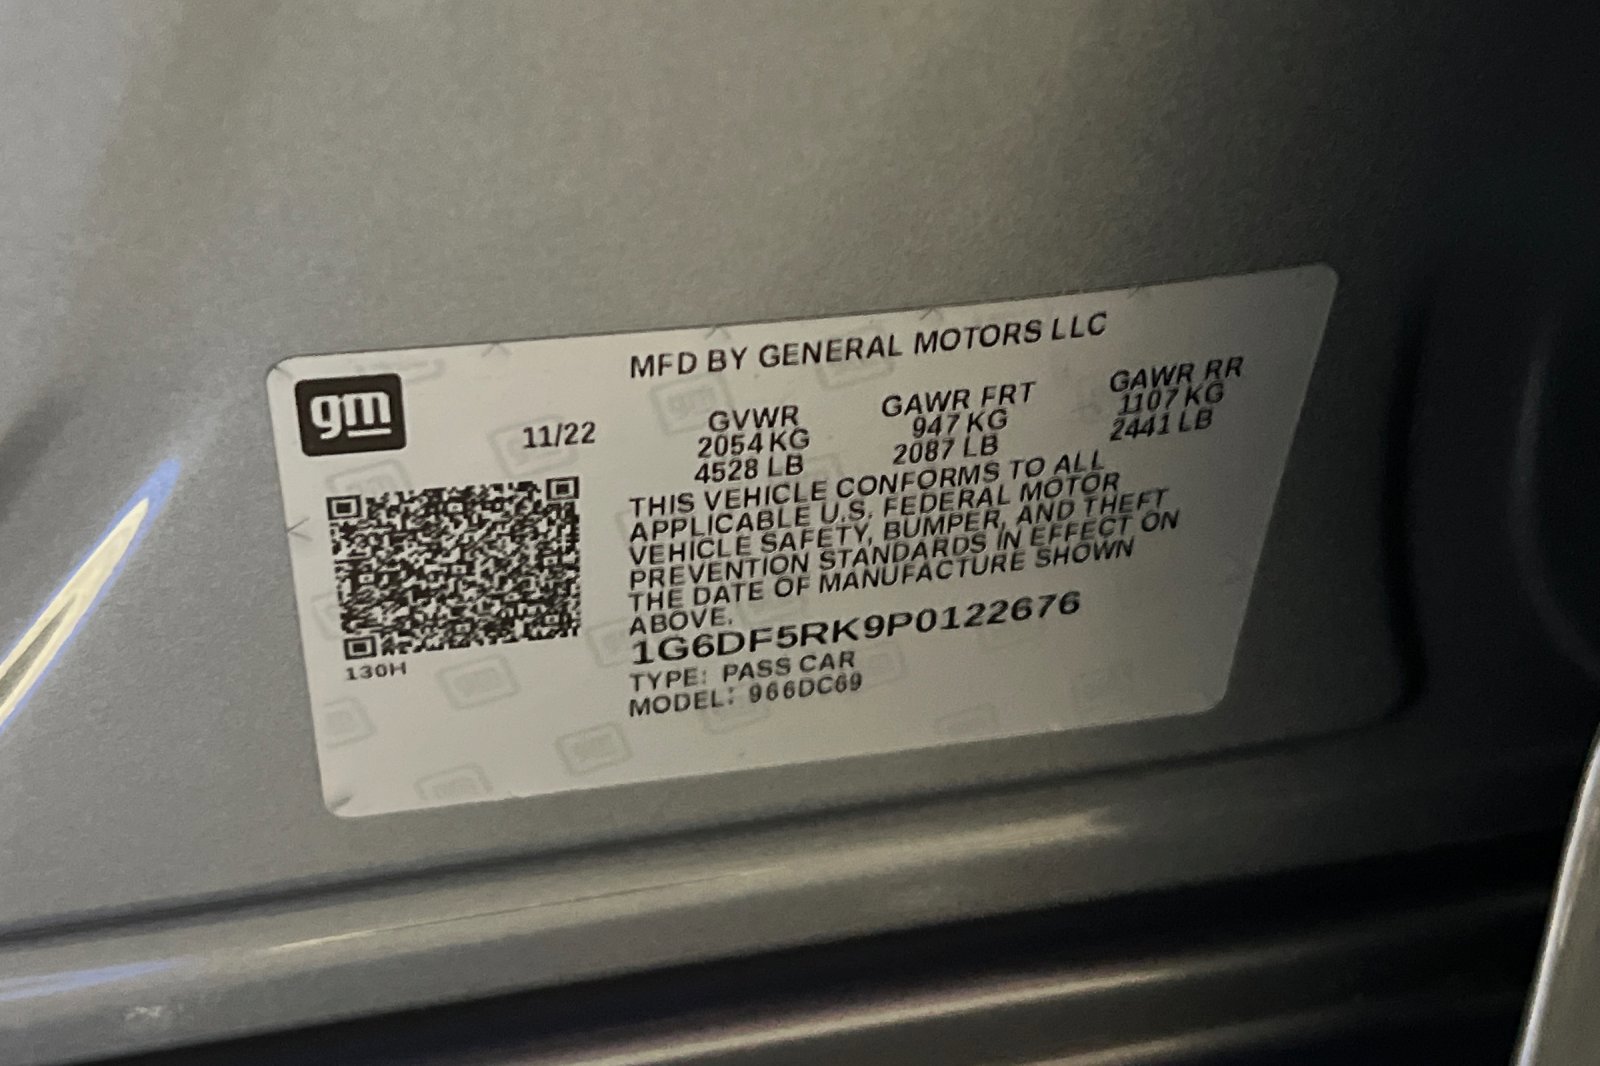 MFD BY GENERAL MOTORS LLC
gm
11/22
GVWR GAWR FRT GAWR RR
2054 KG 947 KG 1107 KG
4528 LB 2087 LB 2441 LB
THIS VEHICLE CONFORMS TO ALL
APPLICABLE U.S. FEDERAL MOTOR
VEHICLE SAFETY, BUMPER, AND THEFT
PREVENTION STANDARDS IN EFFECT ON
THE DATE OF MANUFACTURE SHOWN
ABOVE.
1G6DF5RK9P0122676
TYPE: PASS CAR
MODEL: 966DC69
130H